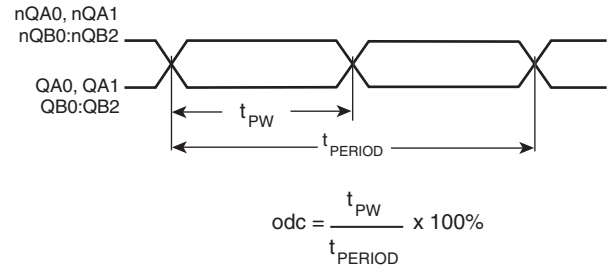 nQA0, nQA1
nQB0:nQB2
QA0, QA1
QB0:QB2
tPW
tPERIOD
odc = tPW / tPERIOD x 100%